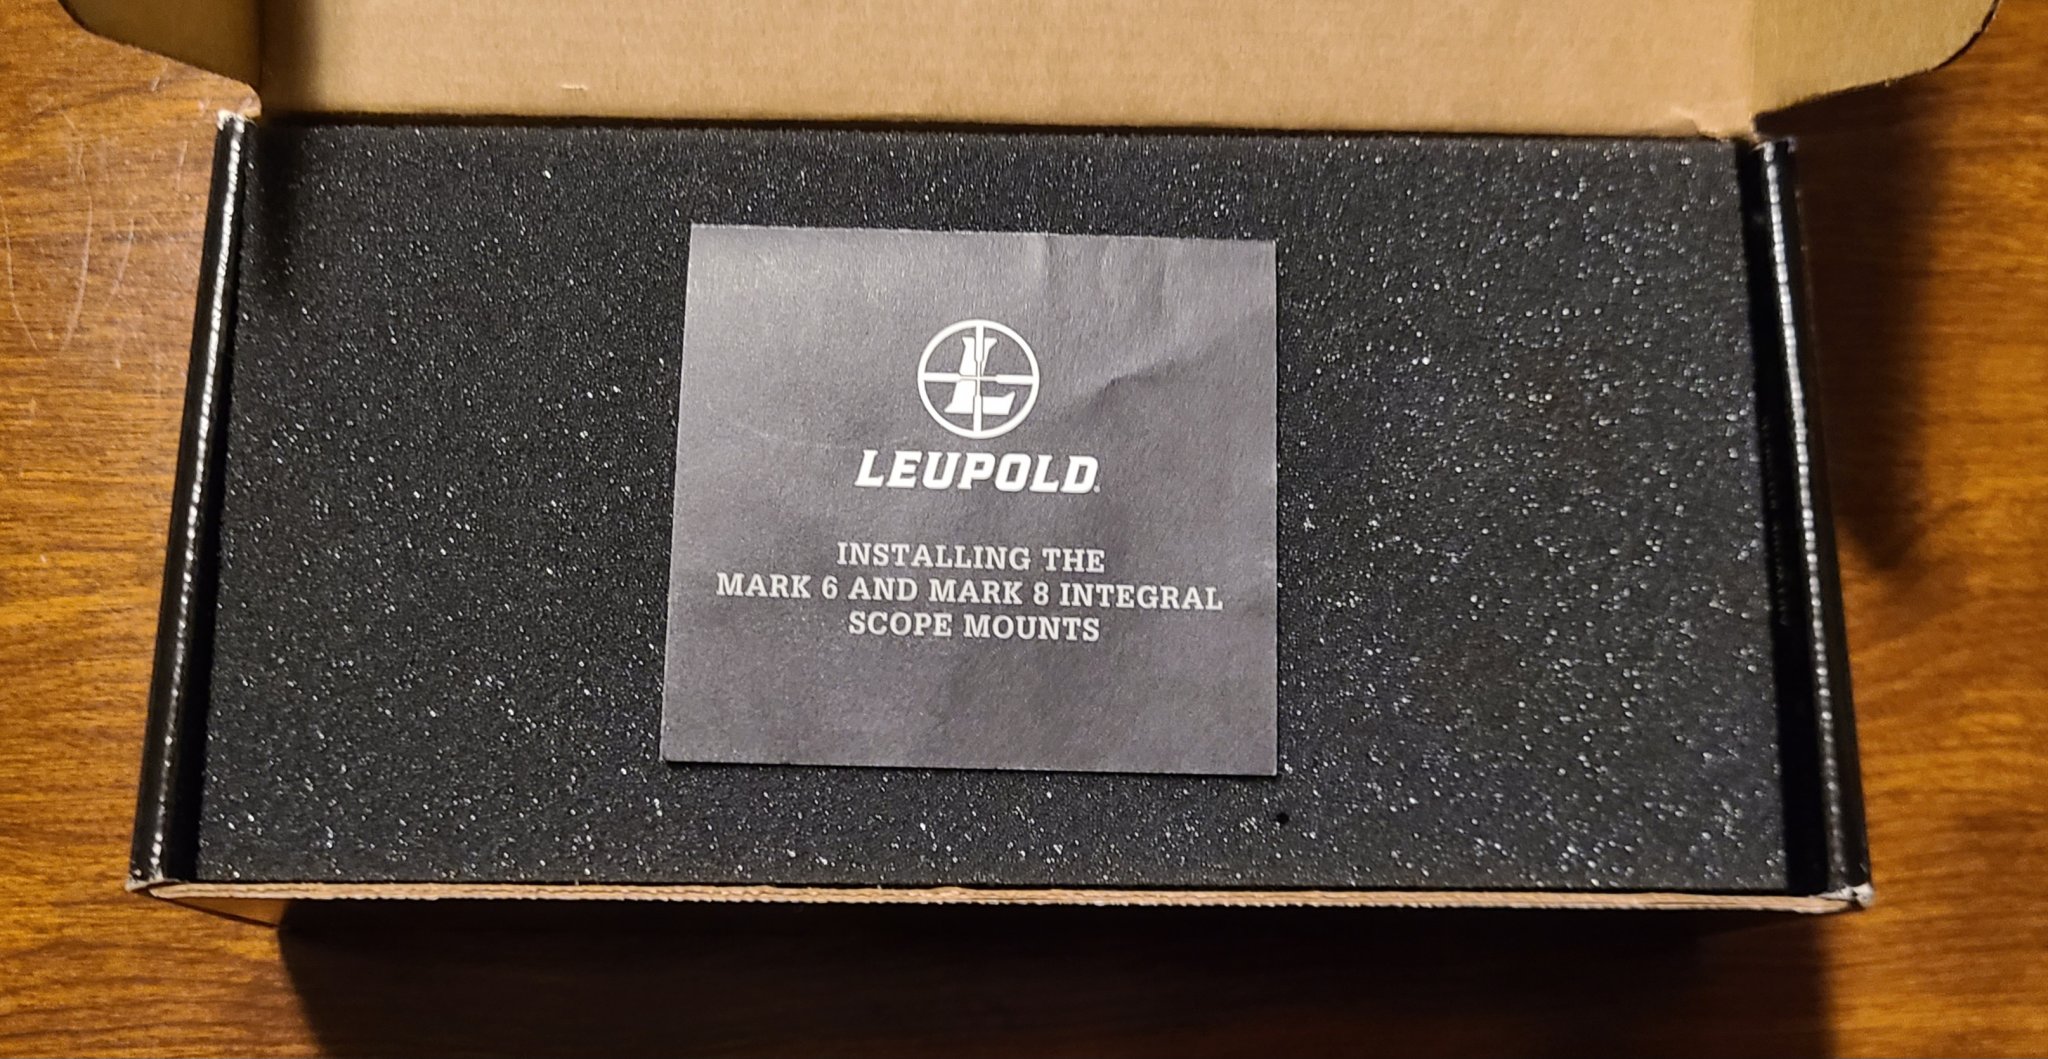 LEUPOLD.
INSTALLING THE
MARK 6 AND MARK 8 INTEGRAL
SCOPE MOUNTS